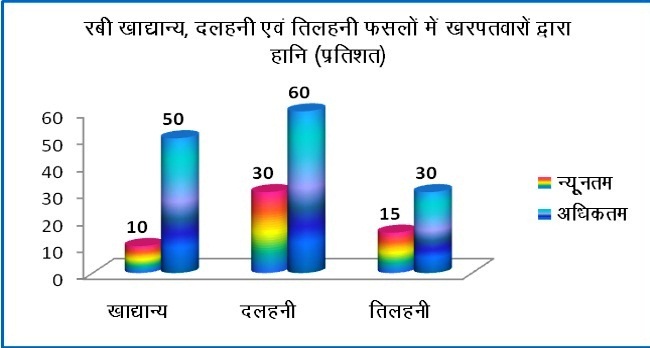 रबी खाद्यान्य, दलहनी एवं तिलहनी फसलों में खरपतवारों द्वारा
हानि (प्रतिशत)
60
50
40
30
20
10
0
10
50
30
60
15
30
खाद्यान्य
दलहनी
तिलहनी
न्यूनतम
अधिकतम